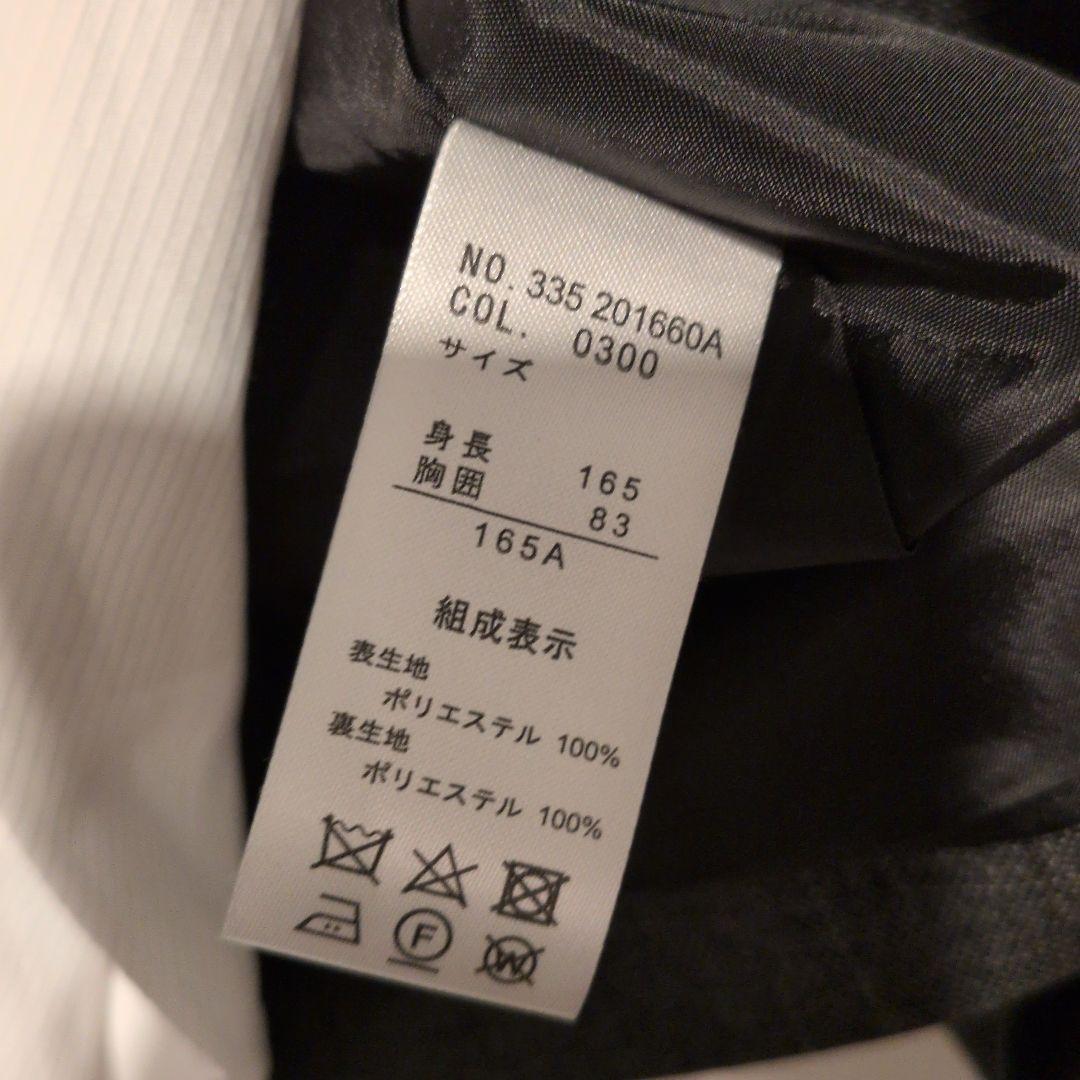 NO. 335 201660A
COL. 0300
サイズ
身長 165
胸囲 83
165A
組成表示
表生地
ポリエステル 100%
裏生地
ポリエステル 100%
F
W